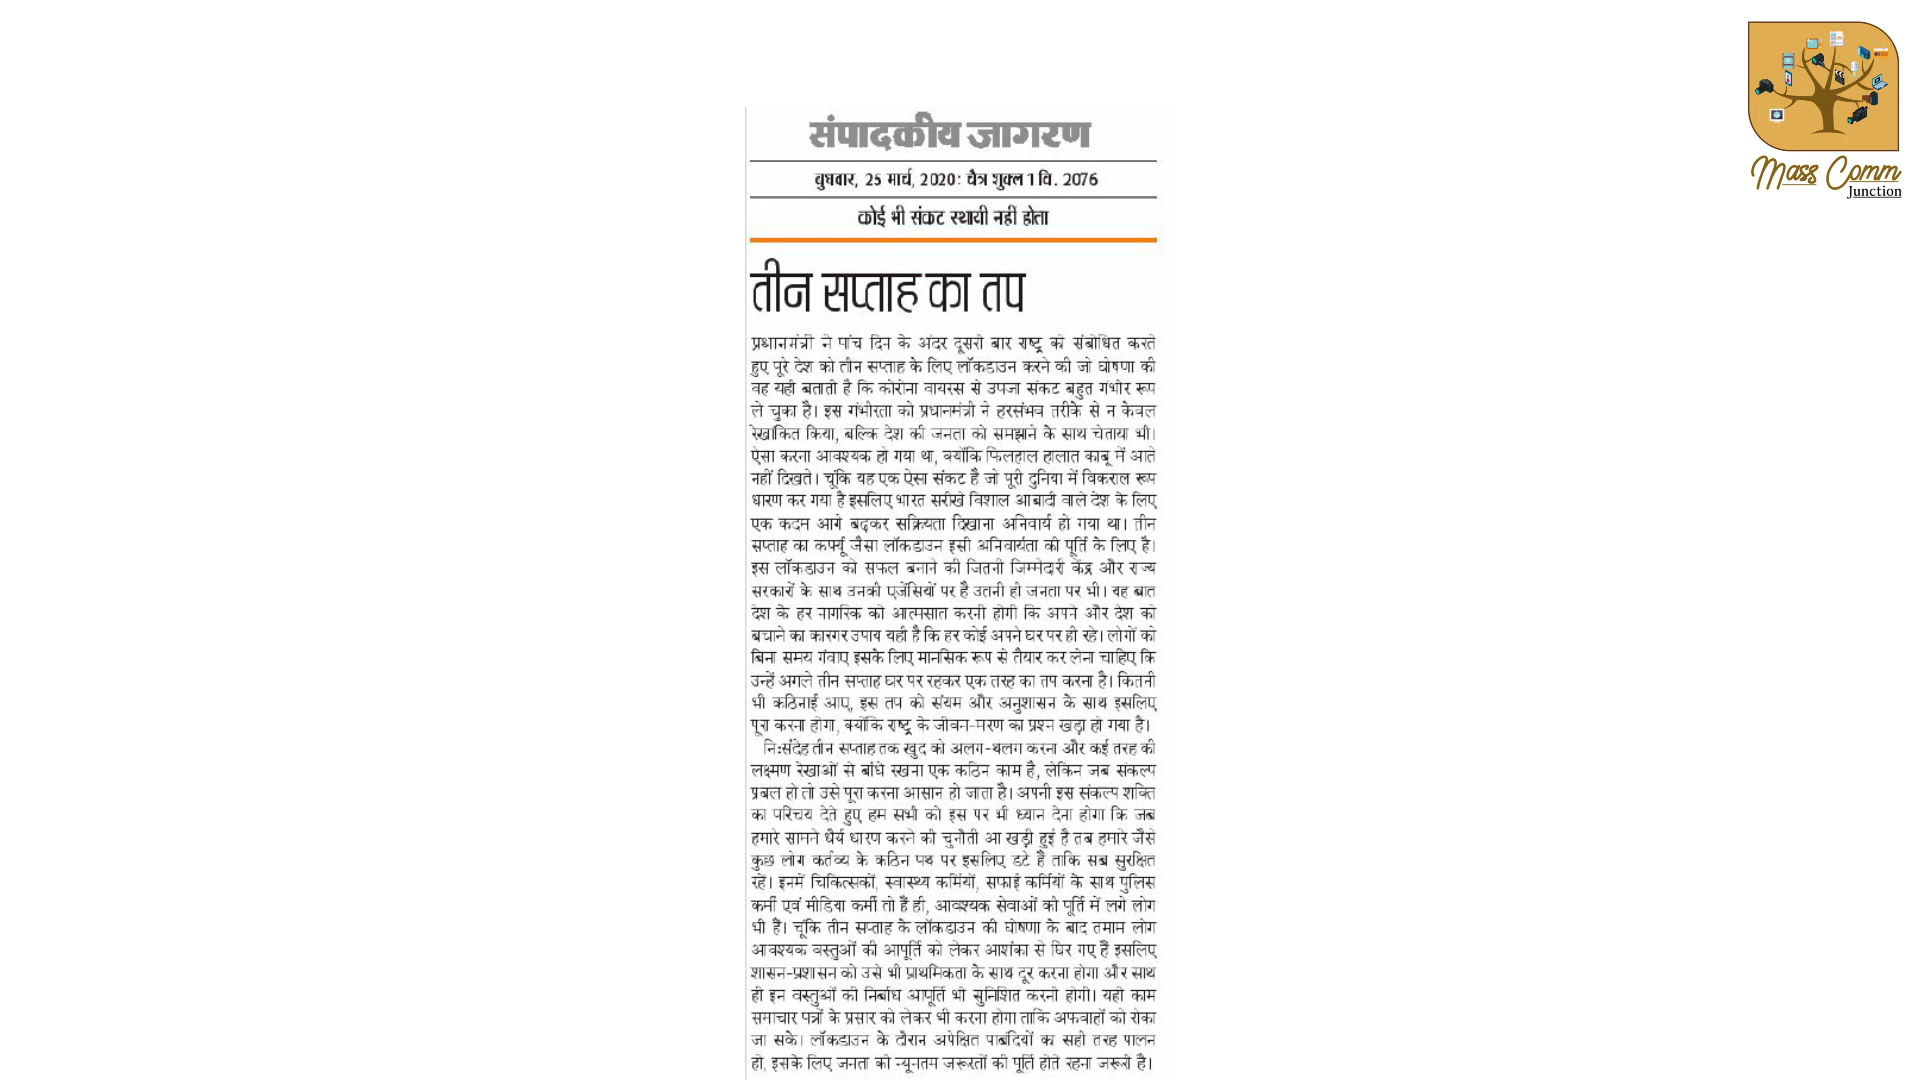 संपादकीय जागरण
बुधवार, 25 मार्च, 2020: चैत्र शुक्ल 1 वि. 2076
कोई भी संकट स्थायी नहीं होता
तीन सप्ताह का तप
प्रधानमंत्री ने पांच दिन के अंदर दूसरी बार राष्ट्र को संबोधित करते
हुए पूरे देश को तीन सप्ताह के लिए लॉकडाउन करने की जो घोषणा की
वह यही बताती है कि कोरोना वायरस से उपजा संकट बहुत गंभीर रूप
ले चुका है। इस गंभीरता को प्रधानमंत्री ने हरसंभव तरीके से न केवल
रेखांकित किया, बल्कि देश की जनता को समझाने के साथ चेताया भी।
ऐसा करना आवश्यक हो गया था, क्योंकि फिलहाल हालात काबू में आते
नहीं दिखते। चूंकि यह एक ऐसा संकट है जो पूरी दुनिया में विकराल रूप
धारण कर गया है इसलिए भारत सरीखे विशाल आबादी वाले देश के लिए
एक कदम आगे बढ़कर सक्रियता दिखाना अनिवार्य हो गया था। तीन
सप्ताह का कर्फ्यू जैसा लॉकडाउन इसी अनिवार्यता की पूर्ति के लिए है।
इस लॉकडाउन को सफल बनाने की जितनी जिम्मेदारी केंद्र और राज्य
सरकारों के साथ उनकी एजेंसियों पर है उतनी ही जनता पर भी। यह बात
देश के हर नागरिक को आत्मसात करनी होगी कि अपने और देश को
बचाने का कारगर उपाय यही है कि हर कोई अपने घर पर ही रहे। लोगों को
बिना समय गंवाए इसके लिए मानसिक रूप से तैयार कर लेना चाहिए कि
उन्हें अगले तीन सप्ताह घर पर रहकर एक तरह का तप करना है। कितनी
भी कठिनाई आए, इस तप को संयम और अनुशासन के साथ इसलिए
पूरा करना होगा, क्योंकि राष्ट्र के जीवन-मरण का प्रश्न खड़ा हो गया है।
नि:संदेह तीन सप्ताह तक खुद को अलग-थलग करना और कई तरह की
लक्ष्मण रेखाओं से बांधे रखना एक कठिन काम है, लेकिन जब संकल्प
प्रबल हो तो उसे पूरा करना आसान हो जाता है। अपनी इस संकल्प शक्ति
का परिचय देते हुए हम सभी को इस पर भी ध्यान देना होगा कि जब
हमारे सामने धैर्य धारण करने की चुनौती आ खड़ी हुई है तब हमारे जैसे
कुछ लोग कर्तव्य के कठिन पथ पर इसलिए डटे हैं ताकि सब सुरक्षित
रहें। इनमें चिकित्सकों, स्वास्थ्य कर्मियों, सफाई कर्मियों के साथ पुलिस
कर्मी एवं मीडिया कर्मी तो हैं ही, आवश्यक सेवाओं की पूर्ति में लगे लोग
भी हैं। चूंकि तीन सप्ताह के लॉकडाउन की घोषणा के बाद तमाम लोग
आवश्यक वस्तुओं की आपूर्ति को लेकर आशंका से घिर गए हैं इसलिए
शासन-प्रशासन को उसे भी प्राथमिकता के साथ दूर करना होगा और साथ
ही इन वस्तुओं की निर्बाध आपूर्ति भी सुनिशित करनी होगी। यही काम
समाचार पत्रों के प्रसार को लेकर भी करना होगा ताकि अफवाहों को रोका
जा सके। लॉकडाउन के दौरान अपेक्षित पाबंदियों का सही तरह पालन
हो, इसके लिए जनता की न्यूनतम जरूरतों की पूर्ति होते रहना जरूरी है।
Mass Comm
Junction